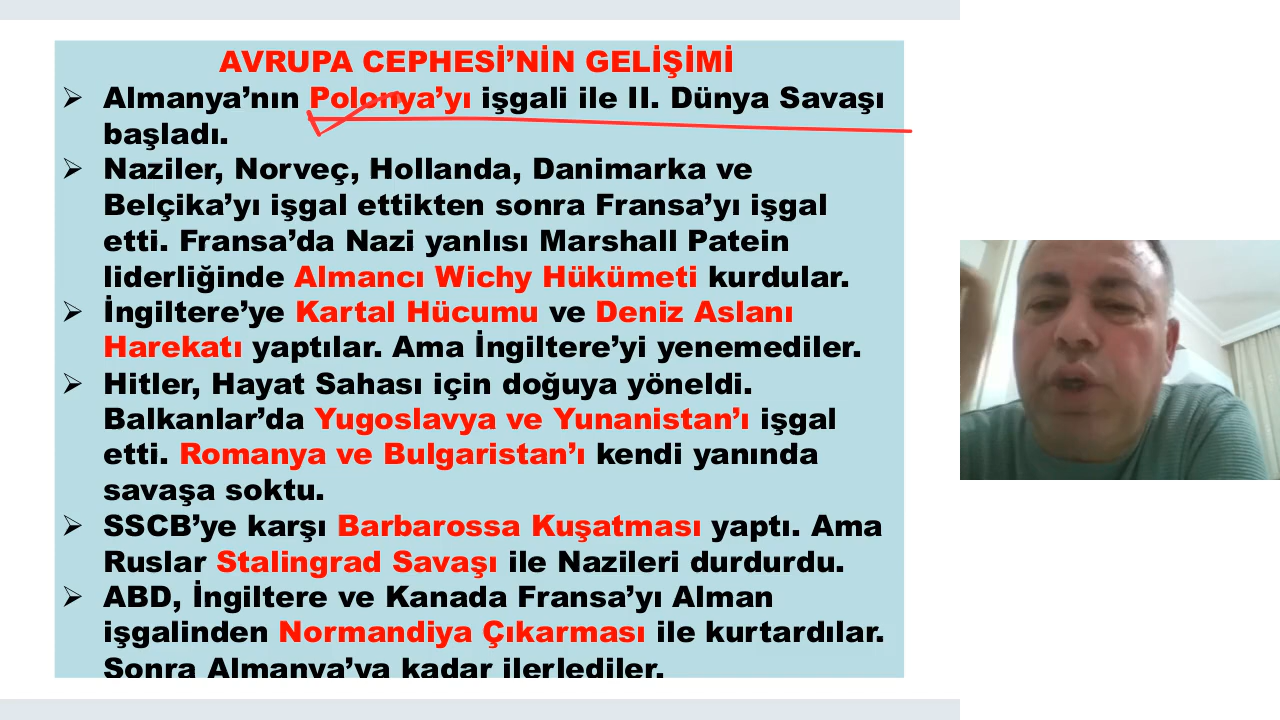 AVRUPA CEPHESİ’NİN GELİŞİMİ
➢ Almanya’nın Polonya’yı işgali ile II. Dünya Savaşı
başladı.
➢ Naziler, Norveç, Hollanda, Danimarka ve
Belçika’yı işgal ettikten sonra Fransa’yı işgal
etti. Fransa’da Nazi yanlısı Marshall Patein
liderliğinde Almancı Wichy Hükümeti kurdular.
➢ İngiltere’ye Kartal Hücumu ve Deniz Aslanı
Harekatı yaptılar. Ama İngiltere’yi yenemediler.
➢ Hitler, Hayat Sahası için doğuya yöneldi.
Balkanlar’da Yugoslavya ve Yunanistan’ı işgal
etti. Romanya ve Bulgaristan’ı kendi yanında
savaşa soktu.
➢ SSCB’ye karşı Barbarossa Kuşatması yaptı. Ama
Ruslar Stalingrad Savaşı ile Nazileri durdurdu.
➢ ABD, İngiltere ve Kanada Fransa’yı Alman
işgalinden Normandiya Çıkarması ile kurtardılar.
Sonra Almanya’ya kadar ilerlediler.